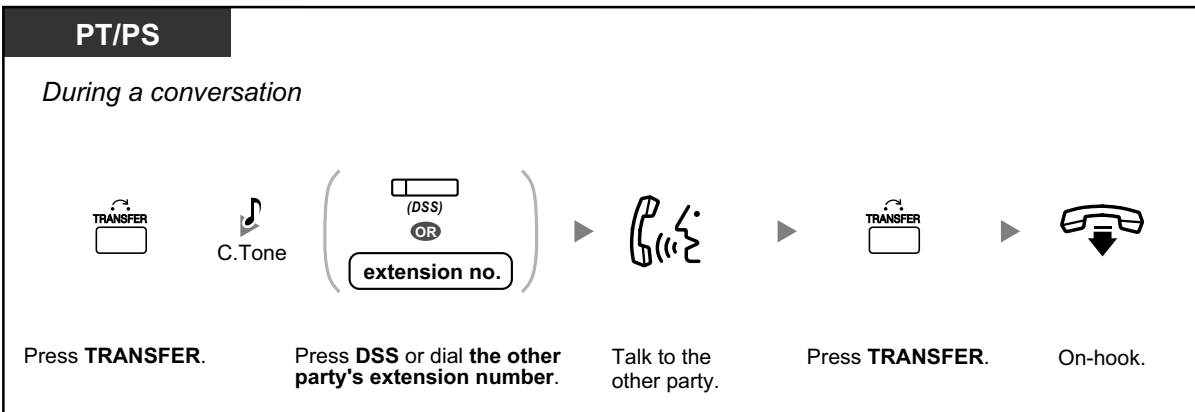 PT/PS
During a conversation
TRANSFER
C.Tone
(DSS)
OR
extension no.
TRANSFER
Press TRANSFER.
Press DSS or dial the other
party's extension number.
Talk to the
other party.
Press TRANSFER.
On-hook.